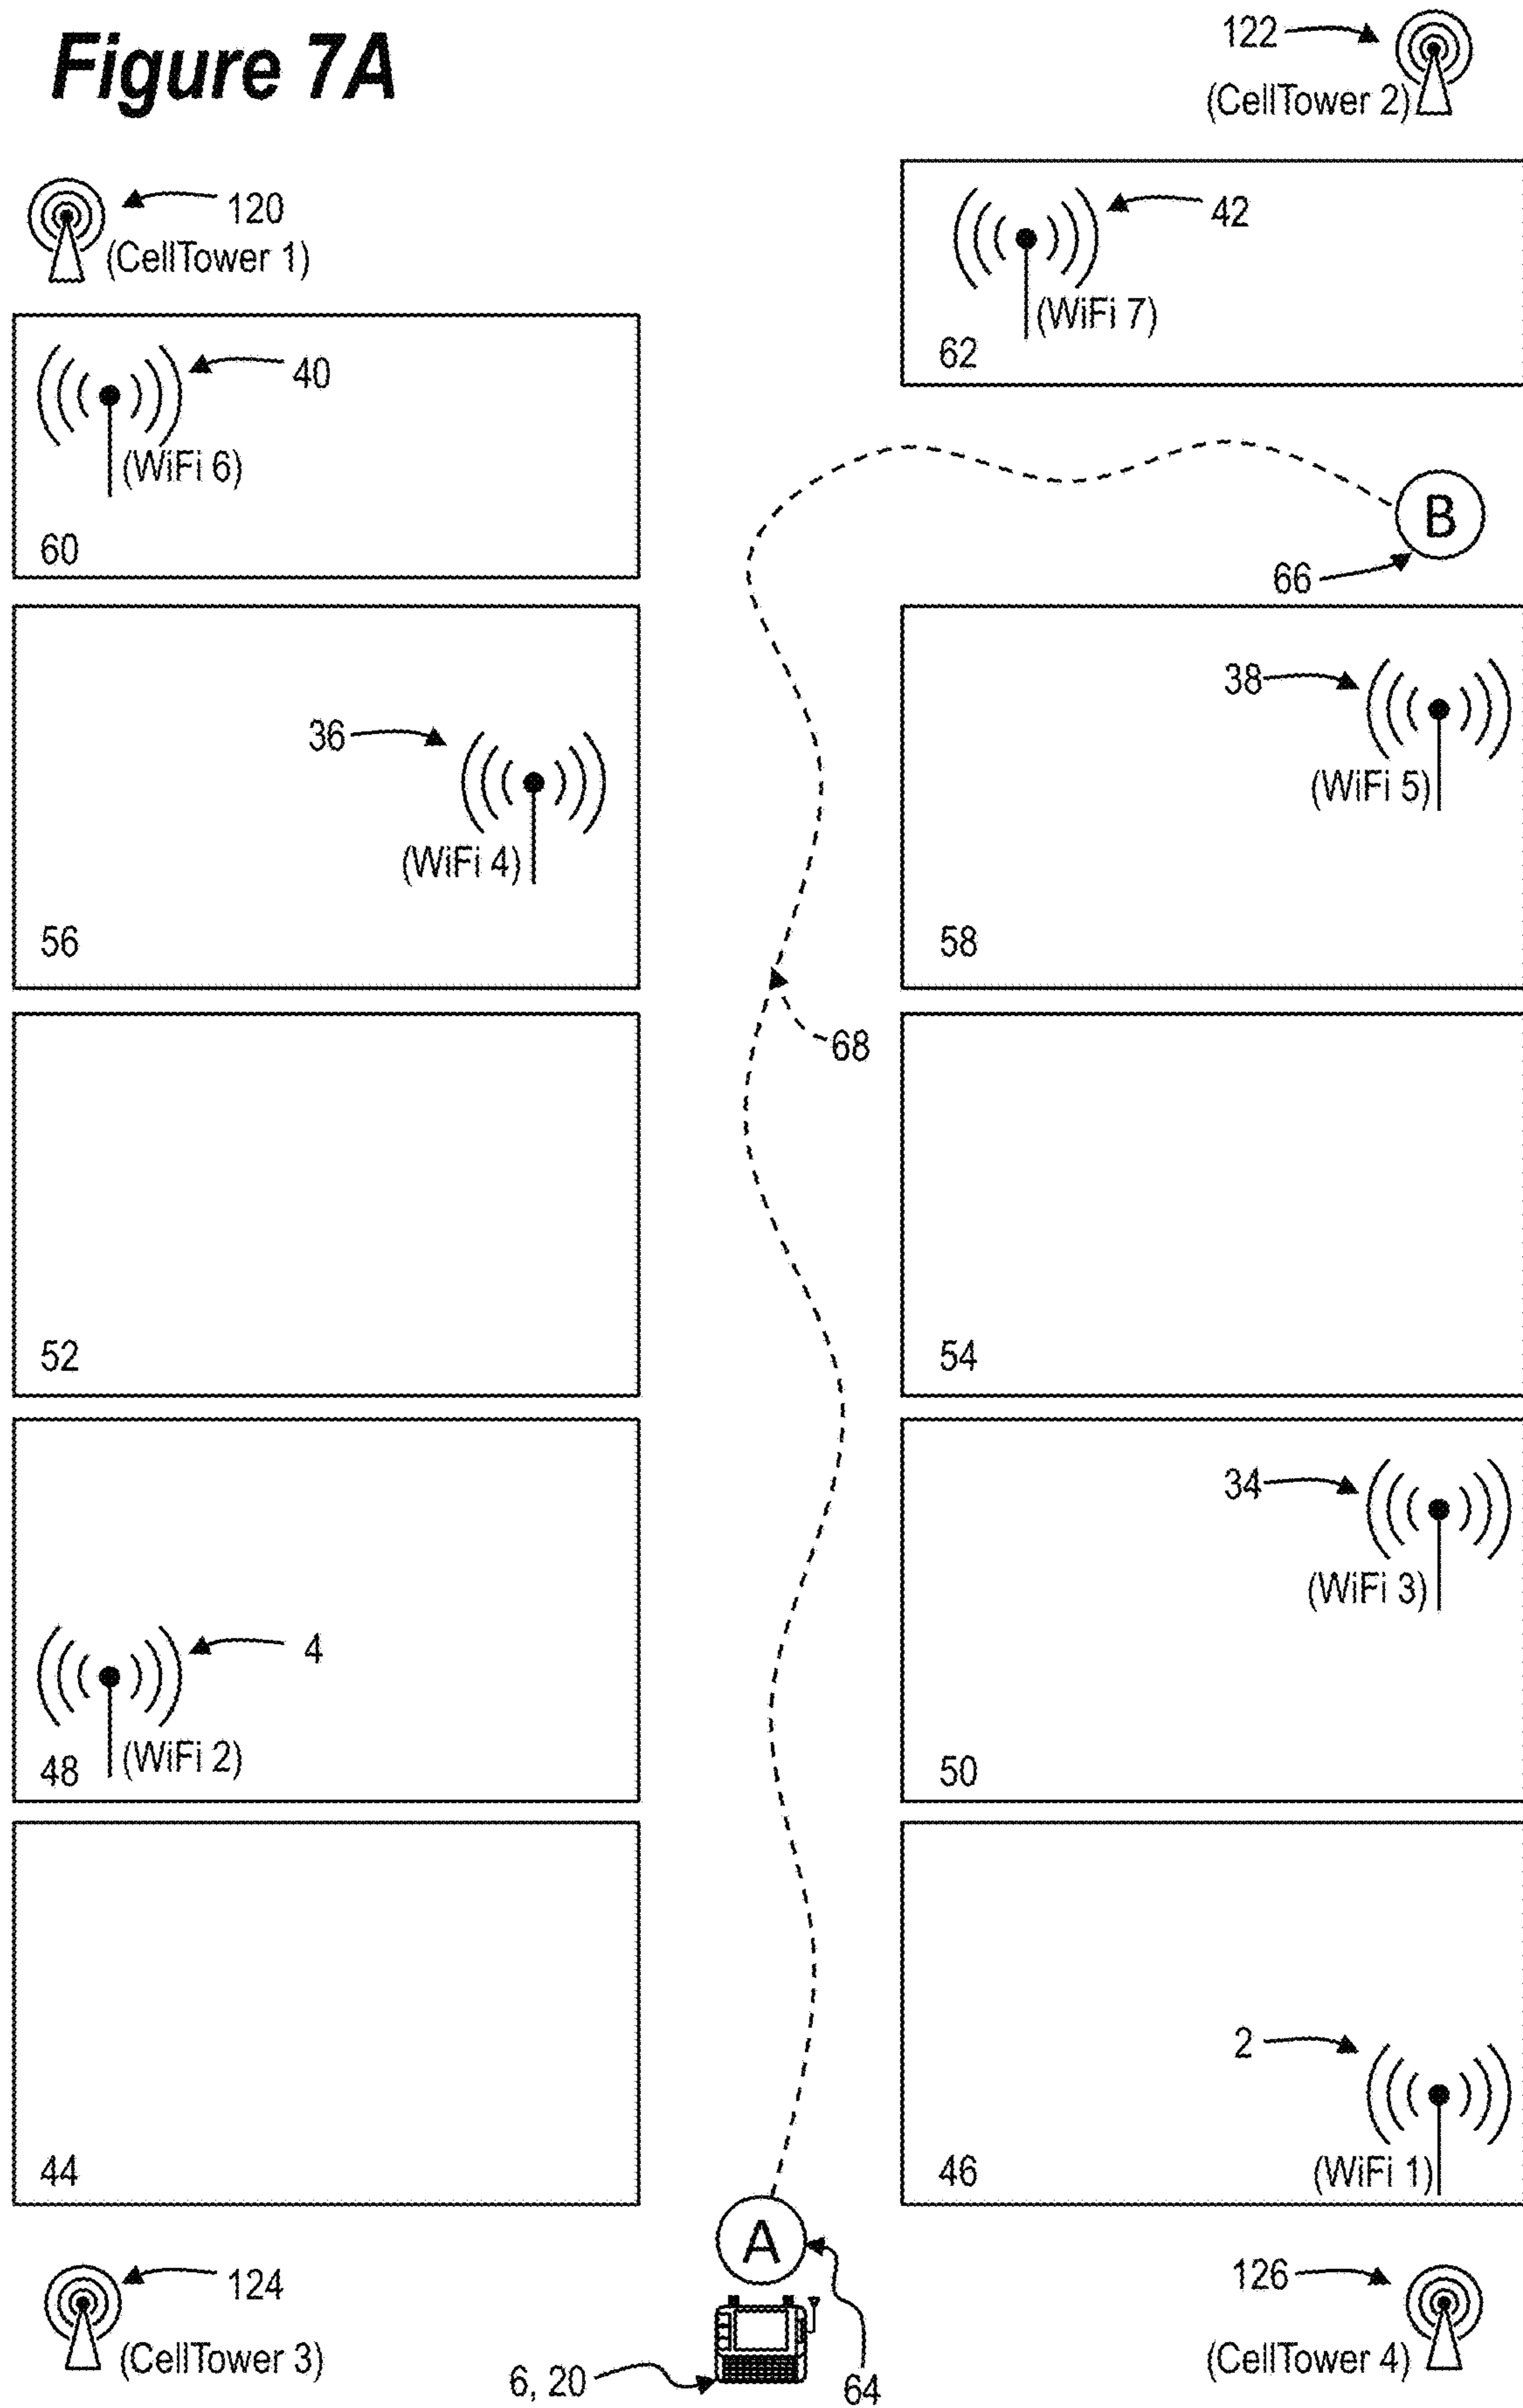 Figure 7A
122
(CellTower 2)
120
(CellTower 1)
42
(WiFi 7)
62
40
(WiFi 6)
60
B
66
38
(WiFi 5)
58
36
(WiFi 4)
56
68
52
54
34
(WiFi 3)
50
4
(WiFi 2)
48
2
(WiFi 1)
46
44
A
124
(CellTower 3)
126
(CellTower 4)
6, 20
64